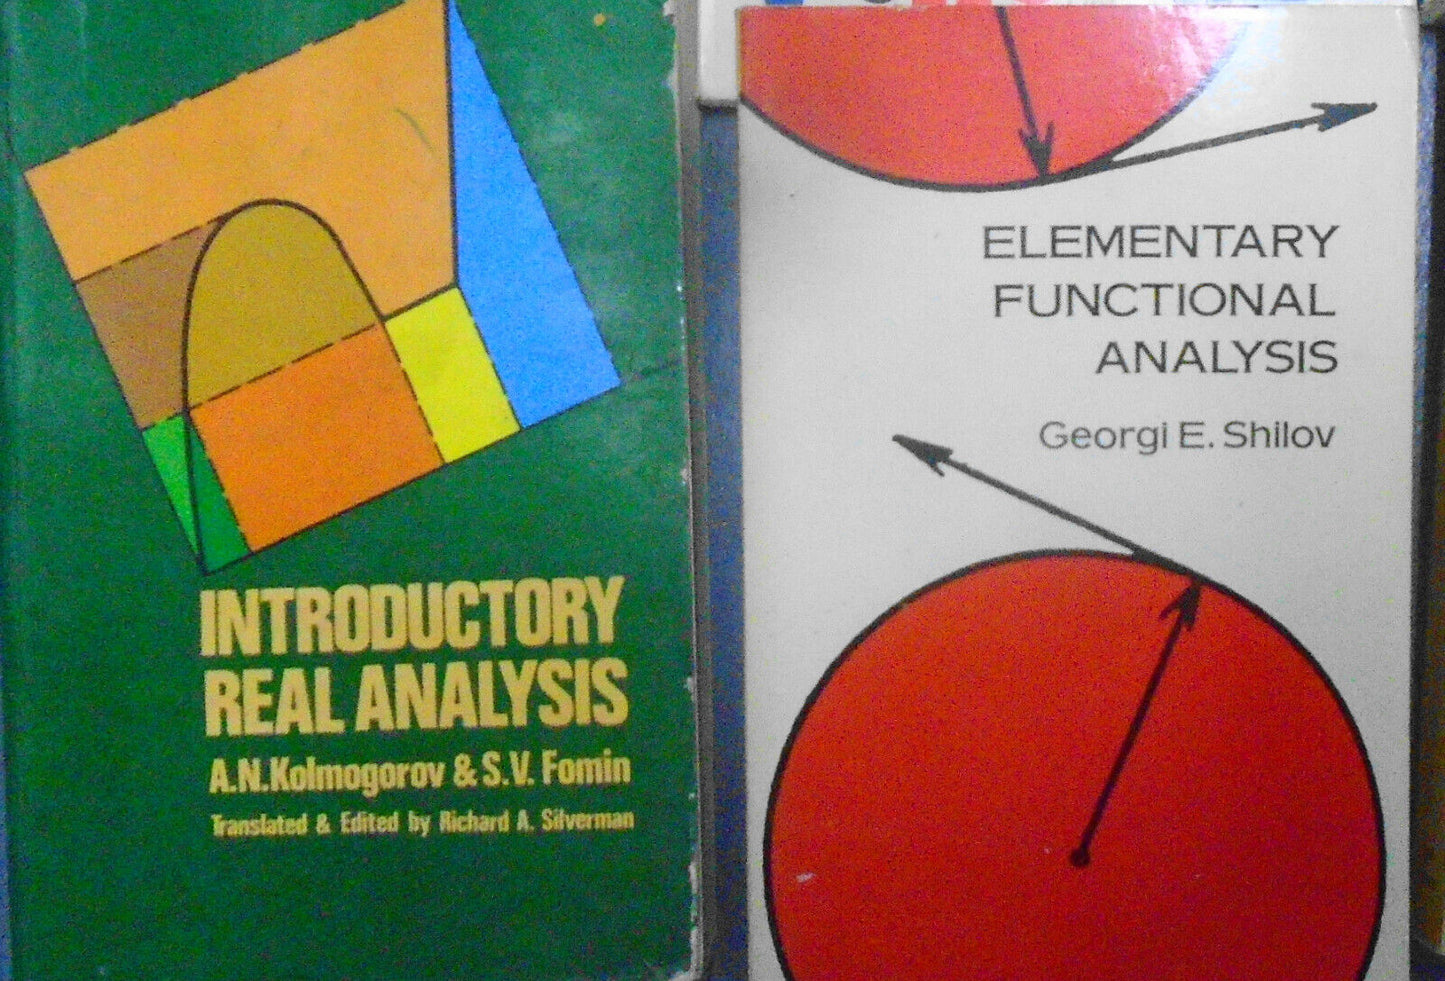 INTRODUCTORY
REAL ANALYSIS
A.N.Kolmogorov & S.V. Fomin
Translated & Edited by Richard A. Silverman
ELEMENTARY
FUNCTIONAL
ANALYSIS
Georgi E. Shilov